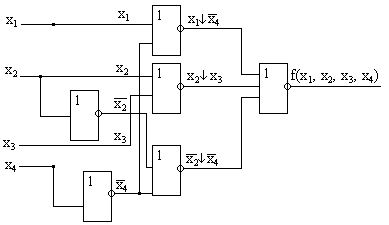 x₁ x₁ 1 x₁↓x̅₄
x₂ x₂ 1 x₂↓x₃ 1 f(x₁, x₂, x₃, x₄)
1 x̅₂
x₃ x₃
x₄ 1 x̅₂↓x̅₄
1 x̅₄